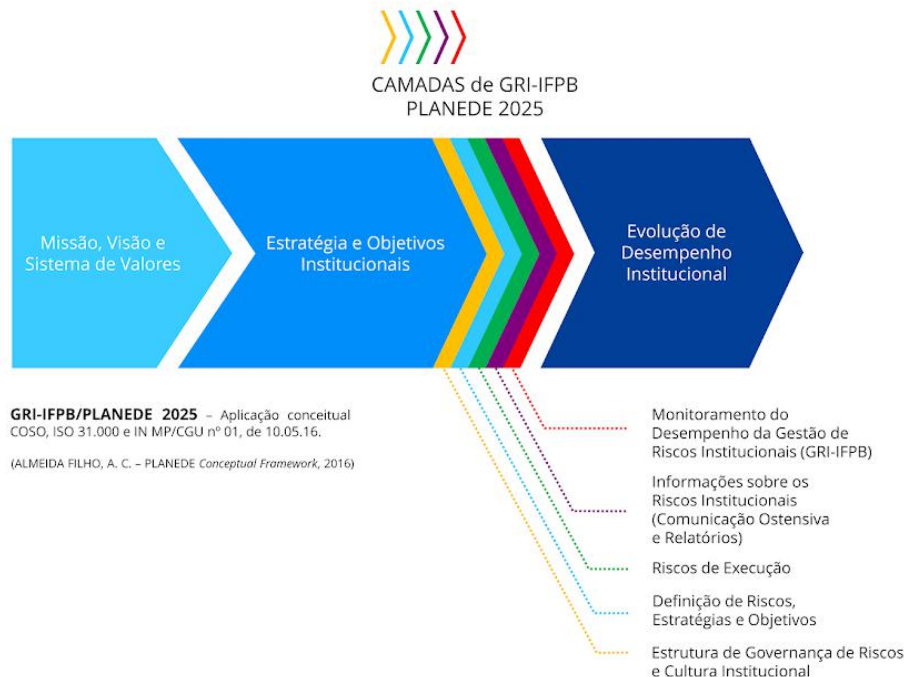 CAMADAS de GRI-IFPB
PLANEDE 2025
Missão, Visão e
Sistema de Valores
Estratégia e Objetivos
Institucionais
Evolução de
Desempenho
Institucional
GRI-IFPB/PLANEDE 2025 – Aplicação conceitual
COSO, ISO 31.000 e IN MP/CGU nº 01, de 10.05.16.
(ALMEIDA FILHO, A. C. – PLANEDE Conceptual Framework, 2016)
Monitoramento do
Desempenho da Gestão de
Riscos Institucionais (GRI-IFPB)
Informações sobre os
Riscos Institucionais
(Comunicação Ostensiva
e Relatórios)
Riscos de Execução
Definição de Riscos,
Estratégias e Objetivos
Estrutura de Governança de Riscos
e Cultura Institucional